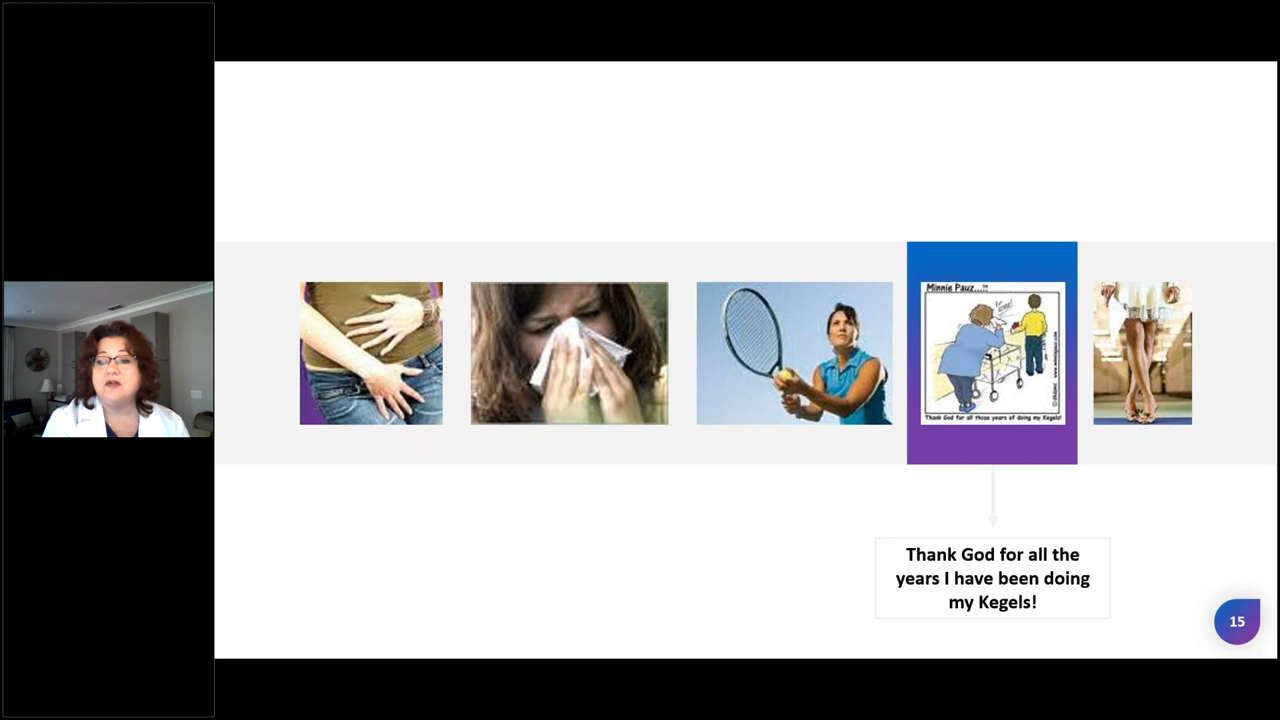 Minnie Pauz....™
Thank God for all those years of doing my Kegels!
Thank God for all the
years I have been doing
my Kegels!
15